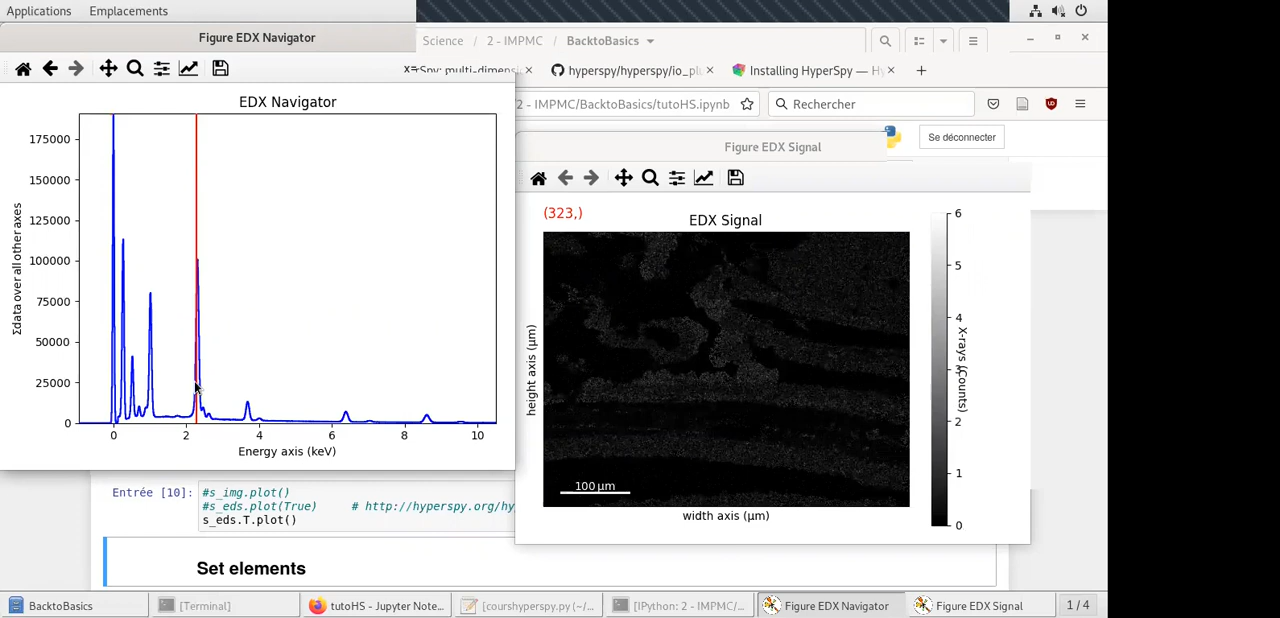 Applications Emplacements
Figure EDX Navigator
Science / 2 - IMPMC / BacktoBasics
Spy: multi-dimensi
hyperspy/hyperspy/io_plu
Installing HyperSpy — Hy
2 - IMPMC/BacktoBasics/tutoHS.ipynb
Rechercher
Se déconnecter
EDX Navigator
175000
150000
125000
100000
75000
50000
25000
0
Σdata over all other axes
0 2 4 6 8 10
Energy axis (keV)
Figure EDX Signal
(323,)
EDX Signal
height axis (µm)
100 µm
width axis (µm)
6
5
4
3
2
1
0
X-rays (Counts)
Entrée [10]:
#s_img.plot()
#s_eds.plot(True) # http://hyperspy.org/hy
s_eds.T.plot()
Set elements
BacktoBasics
[Terminal]
tutoHS - Jupyter Note...
[courshyperspy.py (~/...
[IPython: 2 - IMPMC/...
Figure EDX Navigator
Figure EDX Signal
1 / 4